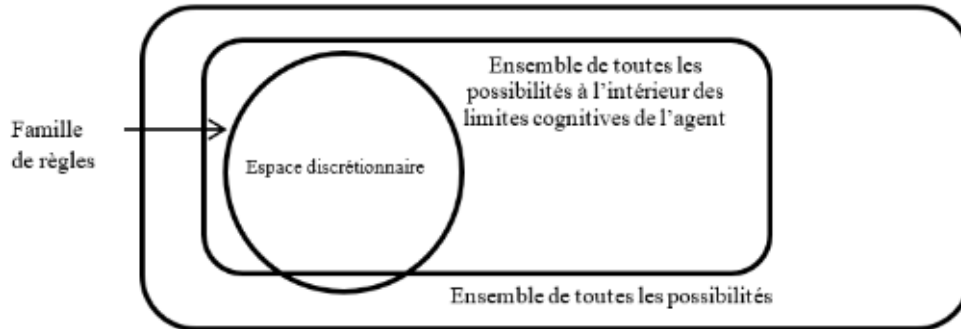 Ensemble de toutes les
possibilités à l'intérieur des
limites cognitives de l'agent
Famille
de règles
Espace discrétionnaire
Ensemble de toutes les possibilités